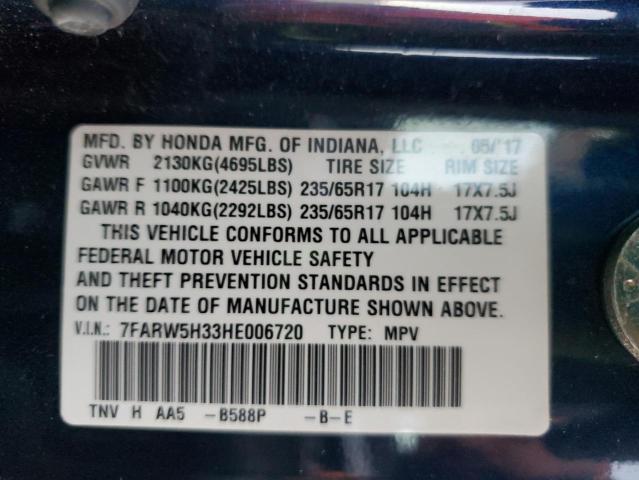 MFD. BY HONDA MFG. OF INDIANA, LLC 05/'17
GVWR 2130KG(4695LBS) TIRE SIZE RIM SIZE
GAWR F 1100KG(2425LBS) 235/65R17 104H 17X7.5J
GAWR R 1040KG(2292LBS) 235/65R17 104H 17X7.5J
THIS VEHICLE CONFORMS TO ALL APPLICABLE
FEDERAL MOTOR VEHICLE SAFETY
AND THEFT PREVENTION STANDARDS IN EFFECT
ON THE DATE OF MANUFACTURE SHOWN ABOVE.
V.I.N.: 7FARW5H33HE006720 TYPE: MPV
TNV H AA5 -B588P -B-E